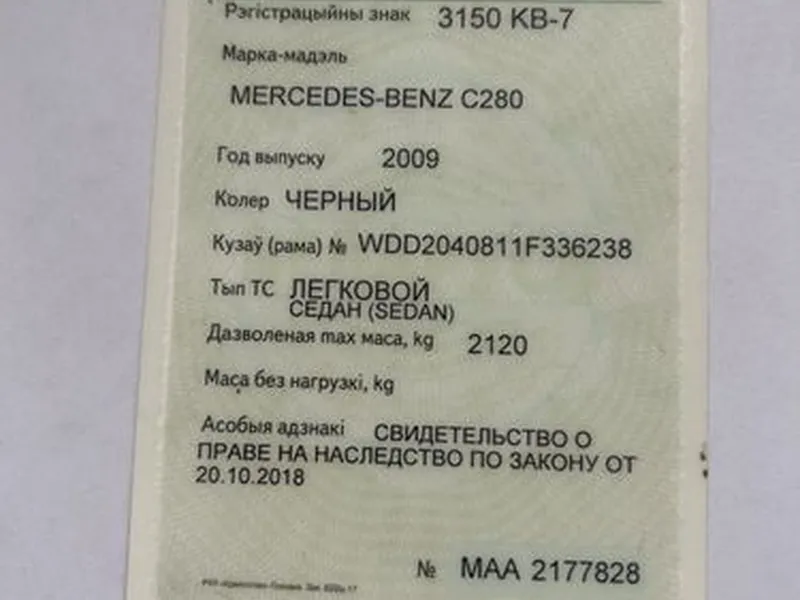 Рэгістрацыйны знак 3150 KB-7
Марка-мадэль
MERCEDES-BENZ C280
Год выпуску 2009
Колер ЧЕРНЫЙ
Кузаў (рама) № WDD2040811F336238
Тып ТС ЛЕГКОВОЙ
СЕДАН (SEDAN)
Дазволеная max маса, kg 2120
Маса без нагрузкі, kg
Асобыя адзнакі СВИДЕТЕЛЬСТВО О
ПРАВЕ НА НАСЛЕДСТВО ПО ЗАКОНУ ОТ
20.10.2018
№ MAA 2177828